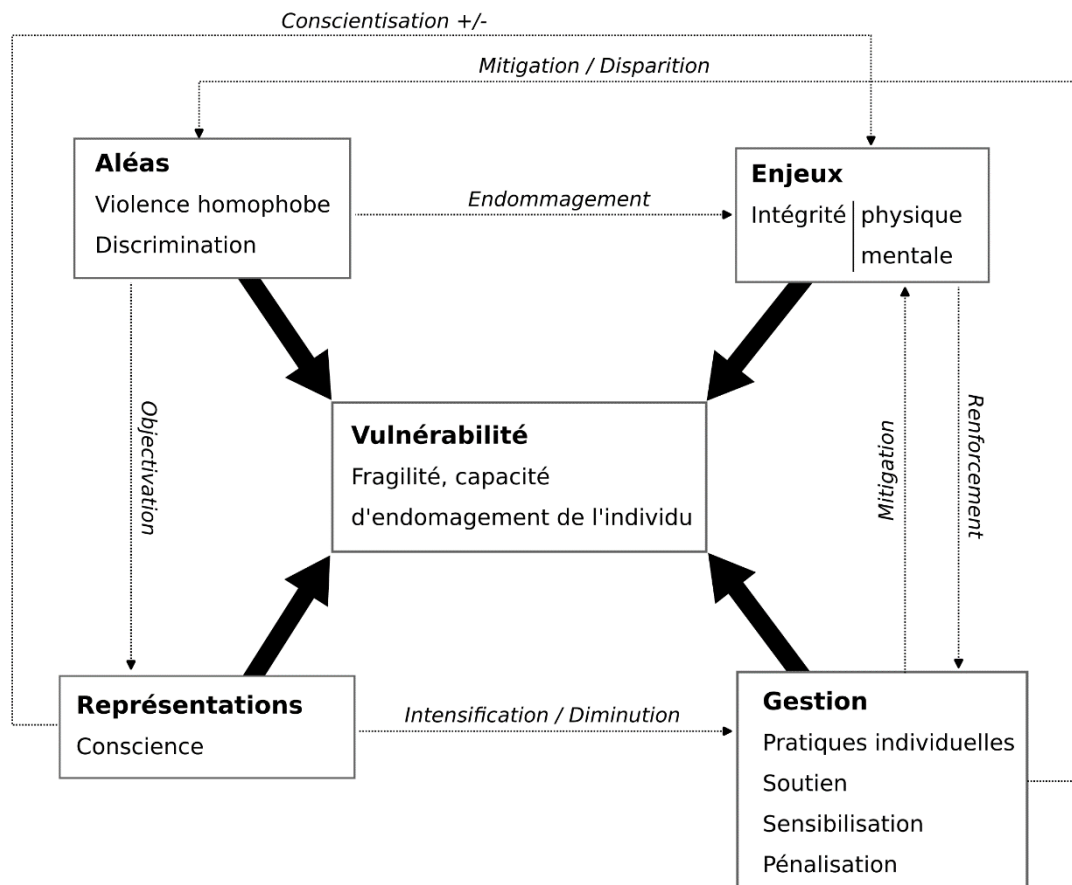 Conscientisation +/-
Mitigation / Disparition
Aléas
Violence homophobe
Discrimination
Endommagement
Enjeux
Intégrité physique
mentale
Objectivation
Vulnérabilité
Fragilité, capacité
d'endomagement de l'individu
Mitigation
Renforcement
Représentations
Conscience
Intensification / Diminution
Gestion
Pratiques individuelles
Soutien
Sensibilisation
Pénalisation